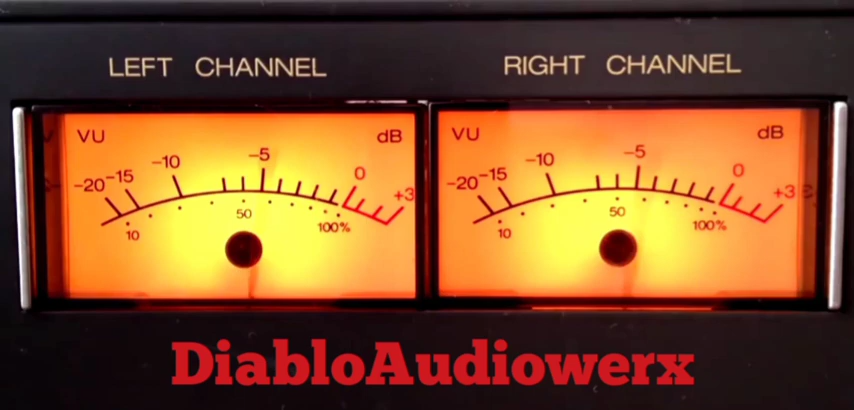 LEFT CHANNEL
RIGHT CHANNEL
VU dB
-20 -15 -10 -5 0 +3
10 50 100%
VU dB
-20 -15 -10 -5 0 +3
10 50 100%
DiabloAudiowerx